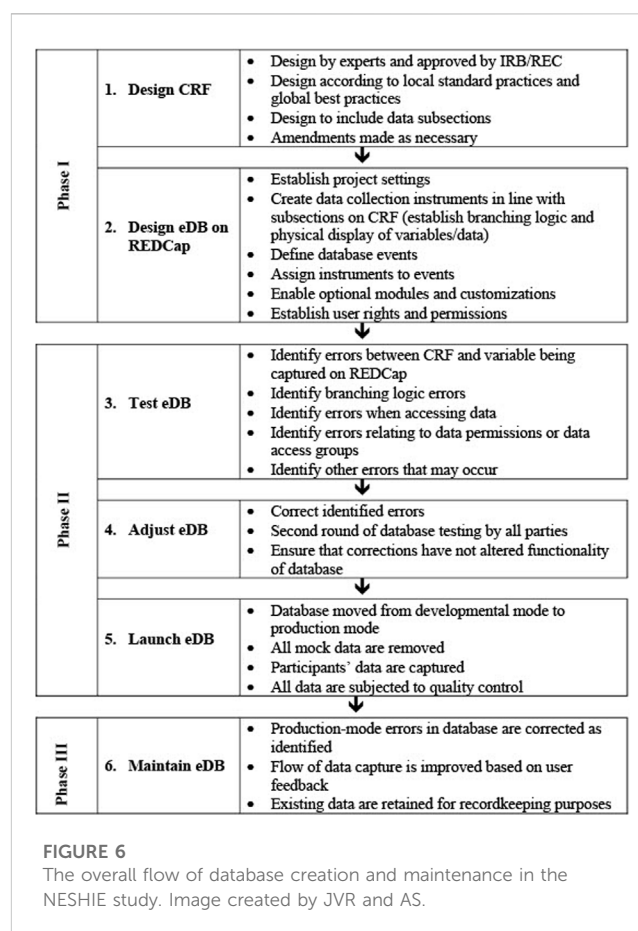 Phase I
1. Design CRF
• Design by experts and approved by IRB/REC
• Design according to local standard practices and
global best practices
• Design to include data subsections
• Amendments made as necessary
2. Design eDB on
REDCap
• Establish project settings
• Create data collection instruments in line with
subsections on CRF (establish branching logic and
physical display of variables/data)
• Define database events
• Assign instruments to events
• Enable optional modules and customizations
• Establish user rights and permissions
Phase II
3. Test eDB
• Identify errors between CRF and variable being
captured on REDCap
• Identify branching logic errors
• Identify errors when accessing data
• Identify errors relating to data permissions or data
access groups
• Identify other errors that may occur
4. Adjust eDB
• Correct identified errors
• Second round of database testing by all parties
• Ensure that corrections have not altered functionality
of database
5. Launch eDB
• Database moved from developmental mode to
production mode
• All mock data are removed
• Participants’ data are captured
• All data are subjected to quality control
Phase III
6. Maintain eDB
• Production-mode errors in database are corrected as
identified
• Flow of data capture is improved based on user
feedback
• Existing data are retained for recordkeeping purposes
FIGURE 6
The overall flow of database creation and maintenance in the
NESHIE study. Image created by JVR and AS.